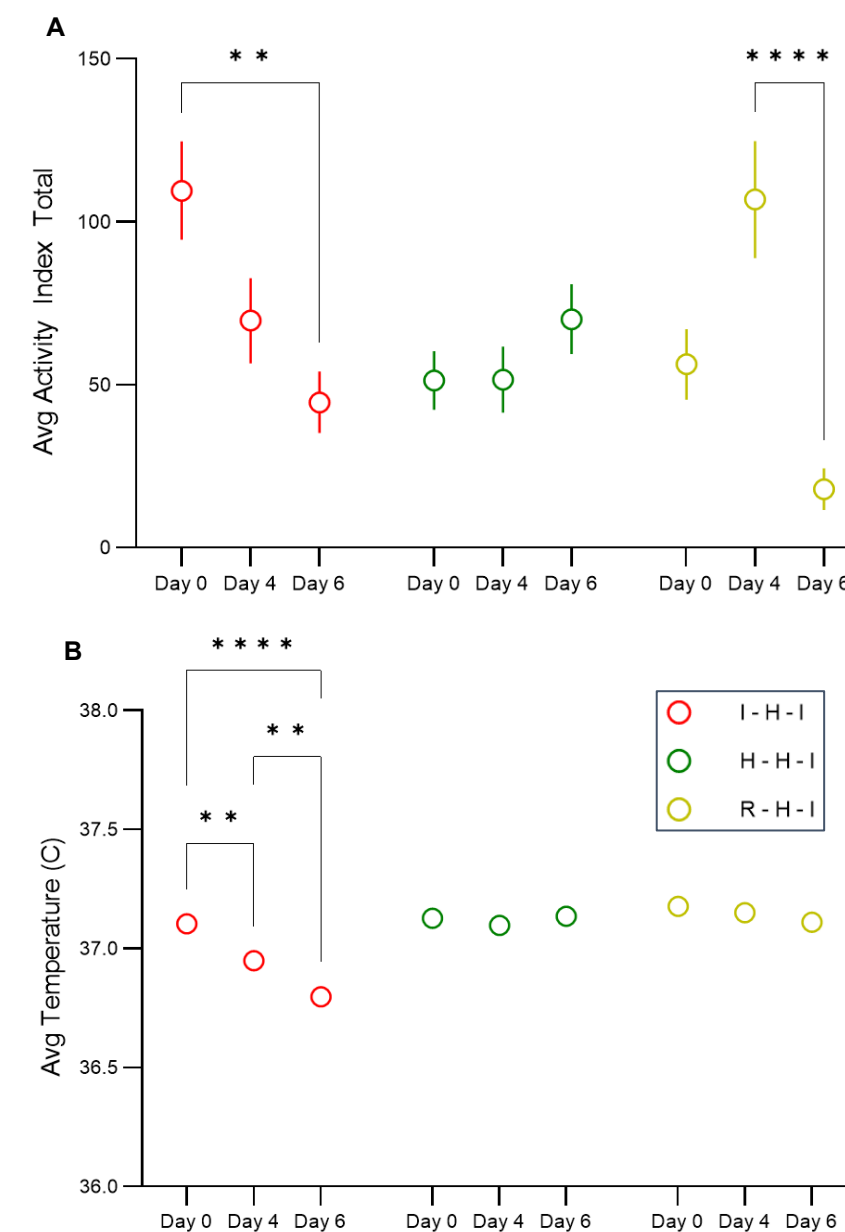 A
* *
* * * *
150
100
50
0
Avg Activity Index Total
Day 0 Day 4 Day 6 Day 0 Day 4 Day 6 Day 0 Day 4 Day 6
B
* * * *
* *
* *
38.0
37.5
37.0
36.5
36.0
Avg Temperature (C)
I - H - I
H - H - I
R - H - I
Day 0 Day 4 Day 6 Day 0 Day 4 Day 6 Day 0 Day 4 Day 6